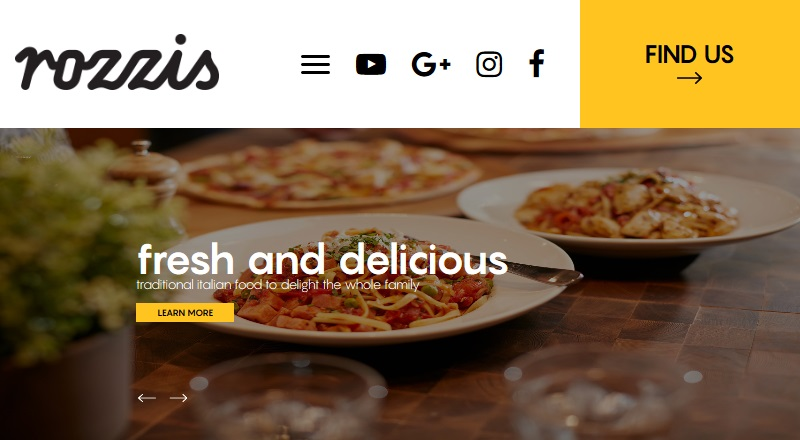 rozzis
G+
FIND US
fresh and delicious
traditional italian food to delight the whole family
LEARN MORE